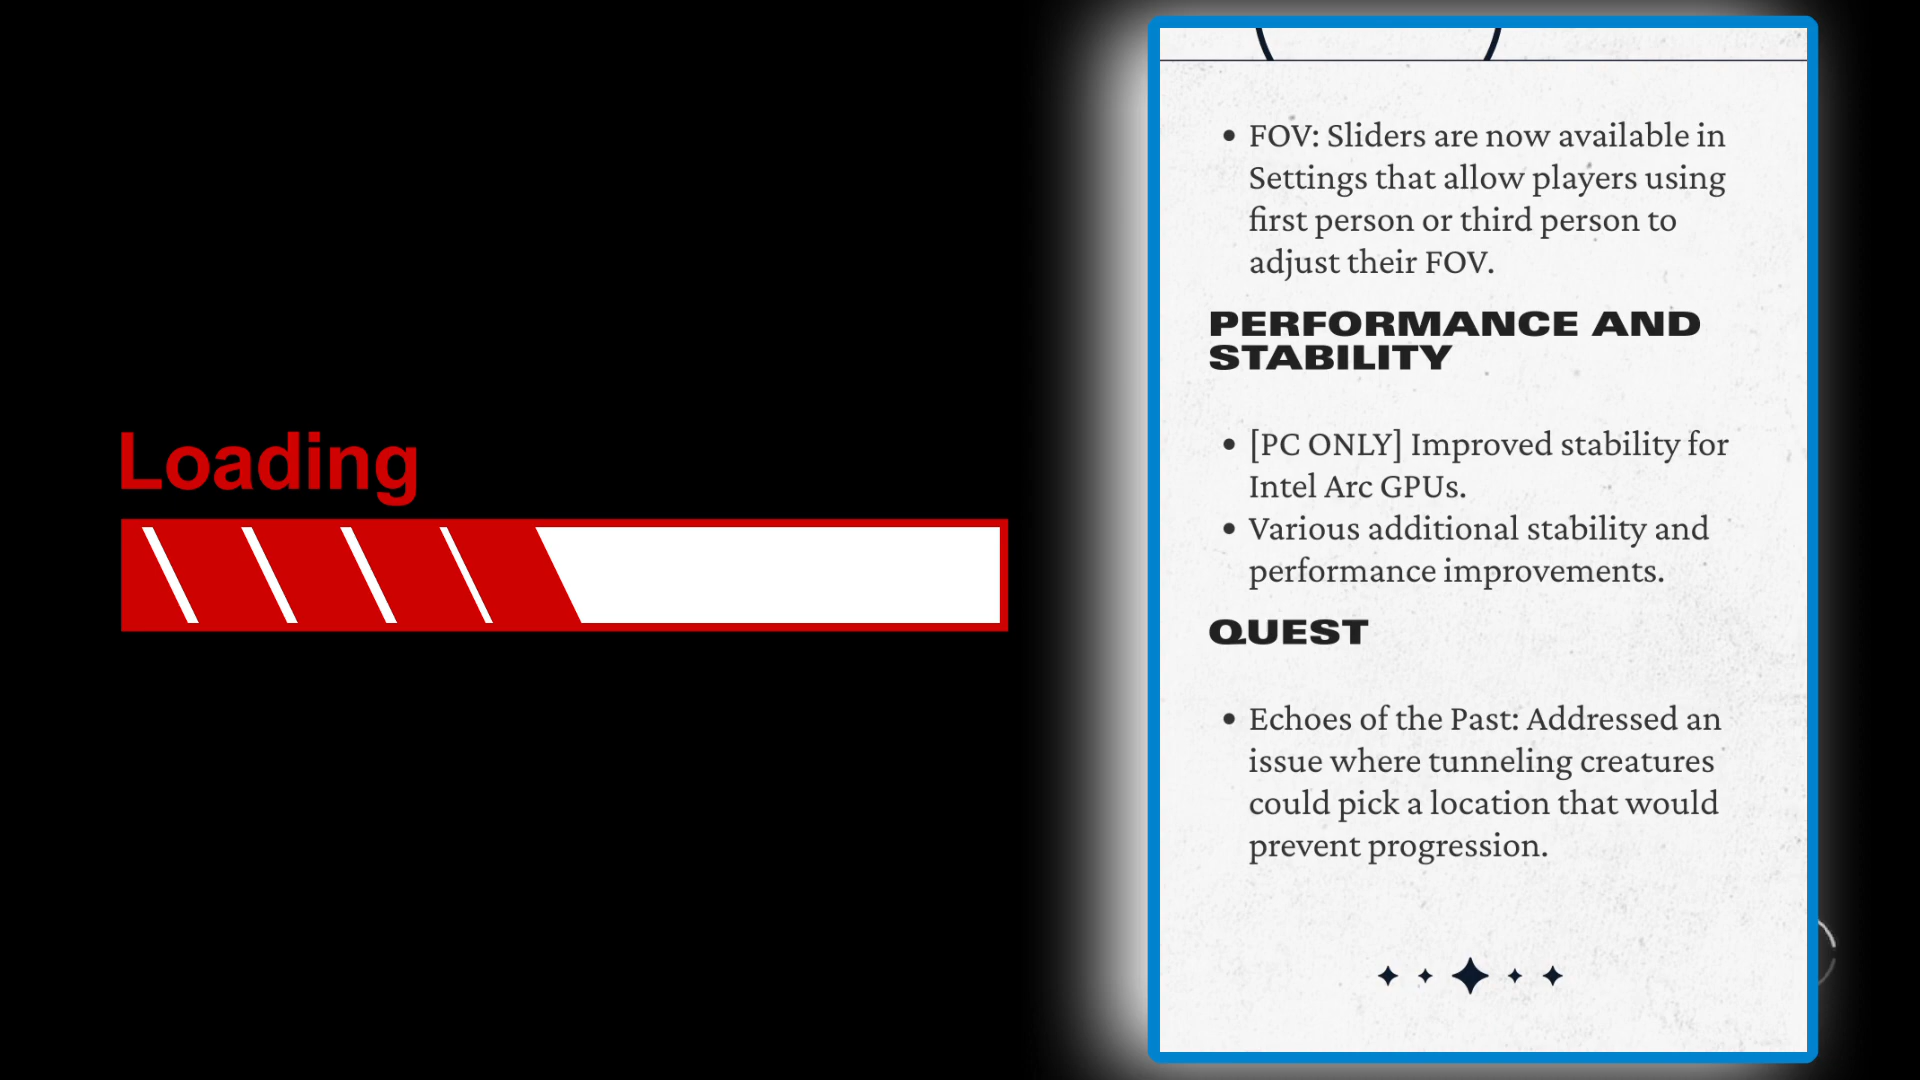 Loading
• FOV: Sliders are now available in
Settings that allow players using
first person or third person to
adjust their FOV.
PERFORMANCE AND
STABILITY
• [PC ONLY] Improved stability for
Intel Arc GPUs.
• Various additional stability and
performance improvements.
QUEST
• Echoes of the Past: Addressed an
issue where tunneling creatures
could pick a location that would
prevent progression.